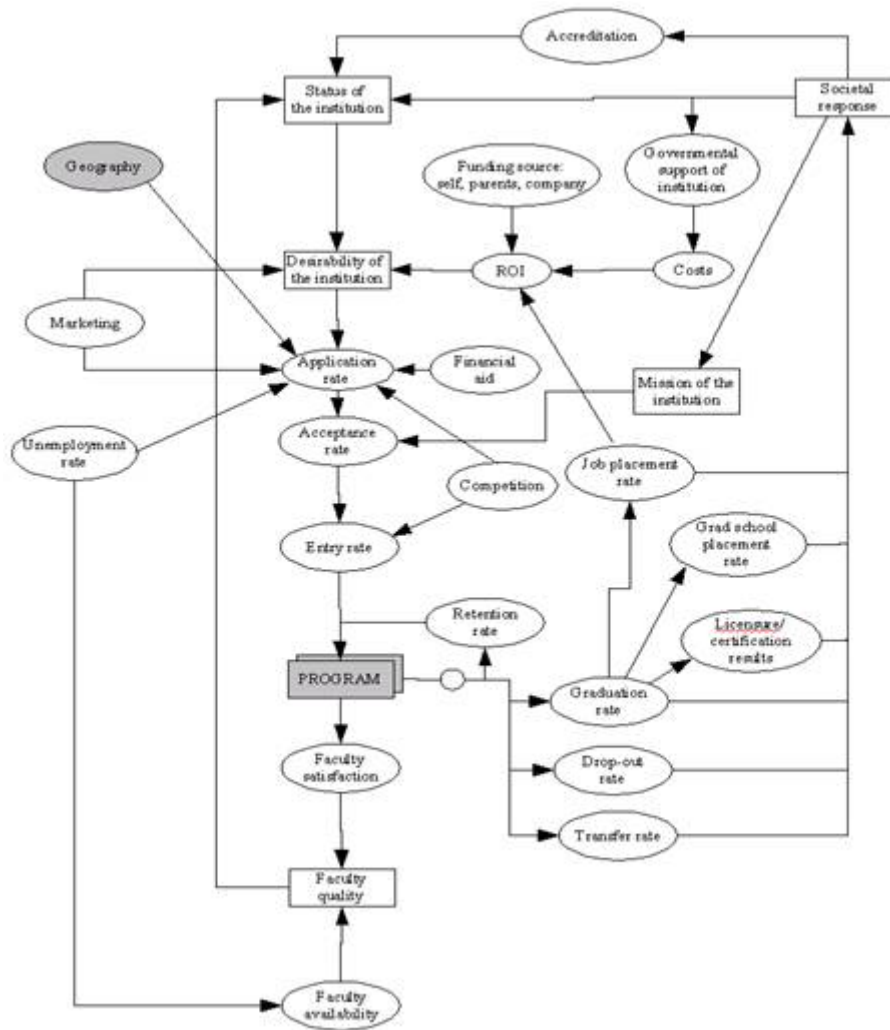 Accreditation
Status of
the institution
Societal
response
Geography
Funding source:
self, parents, company
Governmental
support of
institution
Desirability of
the institution
ROI
Costs
Marketing
Application
rate
Financial
aid
Mission of the
institution
Unemployment
rate
Acceptance
rate
Job placement
rate
Competition
Entry rate
Grad school
placement
rate
Retention
rate
Licensure/
certification
results
PROGRAM
Graduation
rate
Faculty
satisfaction
Drop-out
rate
Transfer rate
Faculty
quality
Faculty
availability